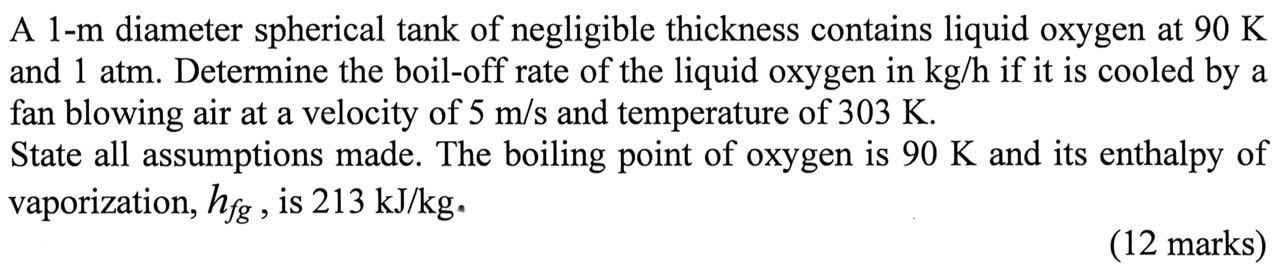 A 1-m diameter spherical tank of negligible thickness contains liquid oxygen at 90 K
and 1 atm. Determine the boil-off rate of the liquid oxygen in kg/h if it is cooled by a
fan blowing air at a velocity of 5 m/s and temperature of 303 K.
State all assumptions made. The boiling point of oxygen is 90 K and its enthalpy of
vaporization, hfg , is 213 kJ/kg.
(12 marks)